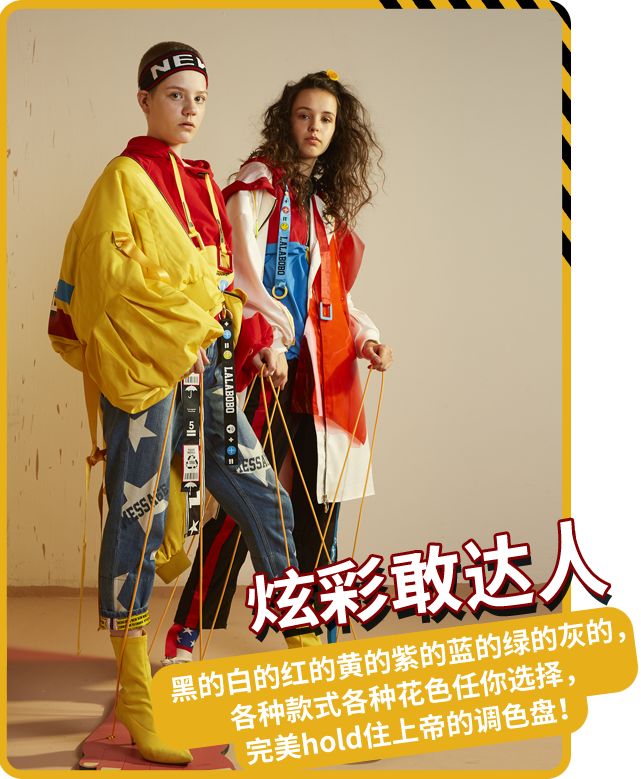 NEW
LALABOBO
LALABOBO
5
MESSAGE
MESSAGE
炫彩敢达人
黑的白的红的黄的紫的蓝的绿的灰的，
各种款式各种花色任你选择，
完美hold住上帝的调色盘！